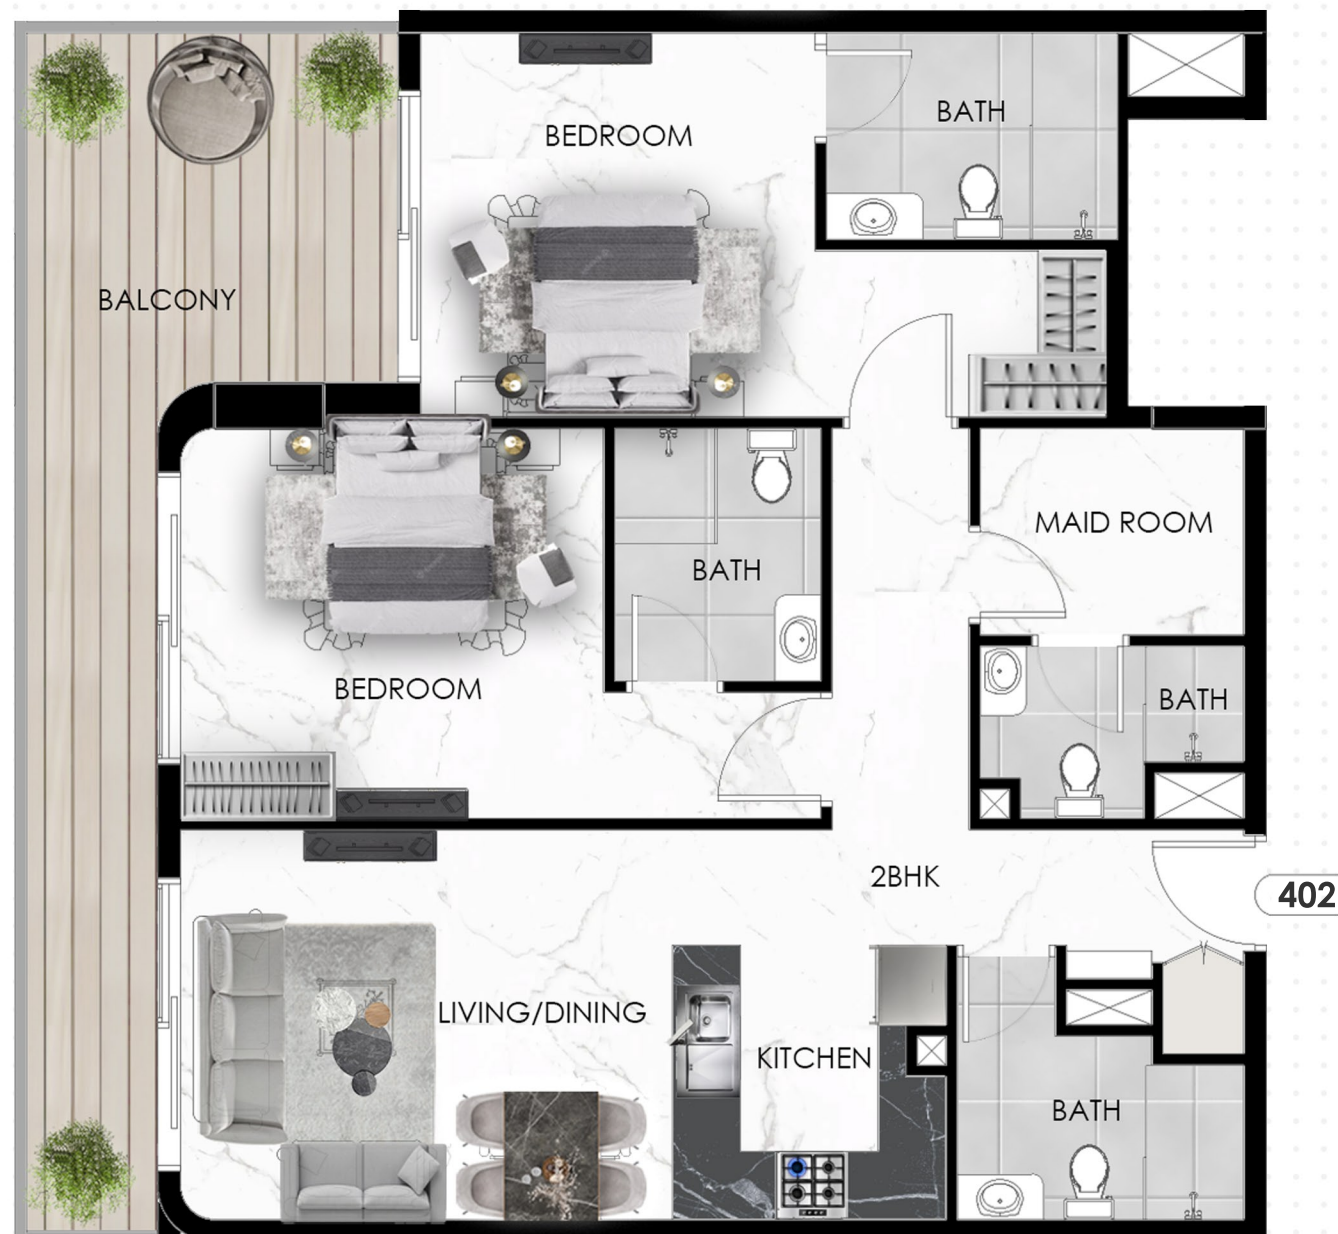 BATH
BEDROOM
BALCONY
MAID ROOM
BATH
BEDROOM
BATH
2BHK
402
LIVING/DINING
KITCHEN
BATH